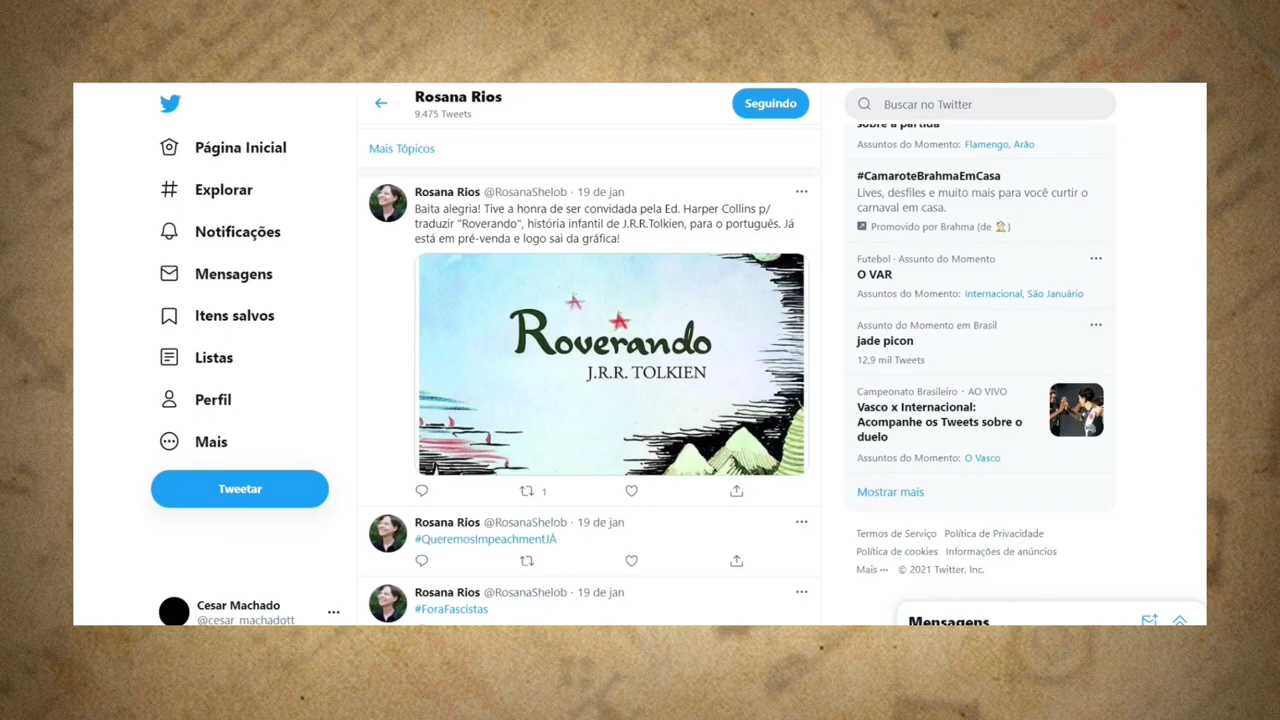 Página Inicial
Explorar
Notificações
Mensagens
Itens salvos
Listas
Perfil
Mais
Tweetar
Cesar Machado
@cesar_machadott
Rosana Rios
9.475 Tweets
Seguindo
Mais Tópicos
Rosana Rios @RosanaShelob · 19 de jan
Baita alegria! Tive a honra de ser convidada pela Ed. Harper Collins p/
traduzir "Roverando", história infantil de J.R.R.Tolkien, para o português. Já
está em pré-venda e logo sai da gráfica!
Roverando
J.R.R. TOLKIEN
1
Rosana Rios @RosanaShelob · 19 de jan
#QueremosImpeachmentJÁ
Rosana Rios @RosanaShelob · 19 de jan
#ForaFascistas
Buscar no Twitter
sobre a partida
Assuntos do Momento: Flamengo, Arão
#CamaroteBrahmaEmCasa
Lives, desfiles e muito mais para você curtir o
carnaval em casa.
Promovido por Brahma (de 🏠)
Futebol · Assunto do Momento
O VAR
Assuntos do Momento: Internacional, São Januário
Assunto do Momento em Brasil
jade picon
12,9 mil Tweets
Campeonato Brasileiro · AO VIVO
Vasco x Internacional:
Acompanhe os Tweets sobre o
duelo
Assuntos do Momento: O Vasco
Mostrar mais
Termos de Serviço Política de Privacidade
Política de cookies Informações de anúncios
Mais ··· © 2021 Twitter, Inc.
Mensagens